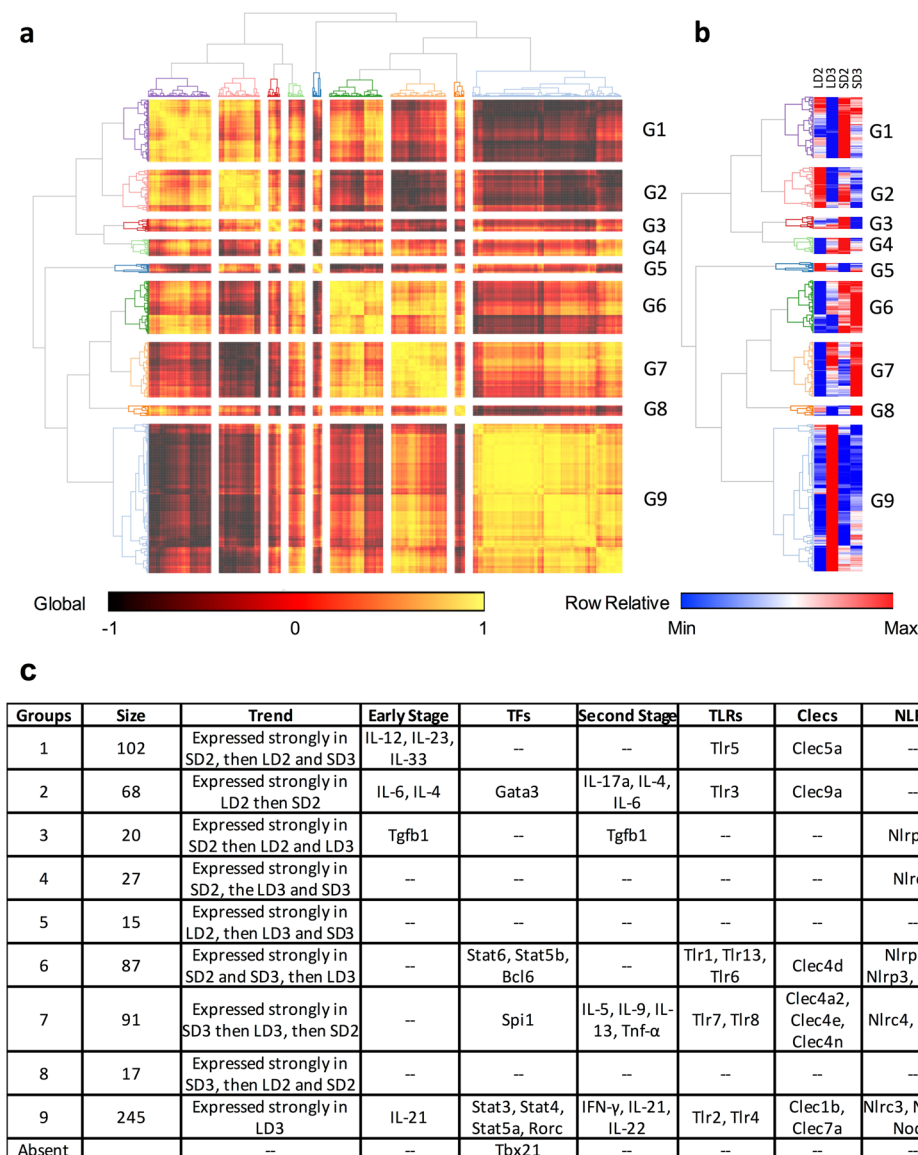 a
b
LD2 LD3 SD2 SD3
G1
G2
G3
G4
G5
G6
G7
G8
G9
G1
G2
G3
G4
G5
G6
G7
G8
G9
Global
-1 0 1
Row Relative
Min Max
c
Groups Size Trend Early Stage TFs Second Stage TLRs Clecs
1 102 Expressed strongly in SD2, then LD2 and SD3 IL-12, IL-23, IL-33 -- -- Tlr5 Clec5a --
2 68 Expressed strongly in LD2 then SD2 IL-6, IL-4 Gata3 IL-17a, IL-4, IL-6 Tlr3 Clec9a --
3 20 Expressed strongly in SD2 then LD2 and LD3 Tgfb1 -- Tgfb1 -- -- Nlrp
4 27 Expressed strongly in SD2, the LD3 and SD3 -- -- -- -- --
5 15 Expressed strongly in LD2, then LD3 and SD3 -- -- -- -- -- --
6 87 Expressed strongly in SD2 and SD3, then LD3 -- Stat6, Stat5b, Bcl6 -- Tlr1, Tlr13, Tlr6 Clec4d Nlrp Nlrp3,
7 91 Expressed strongly in SD3 then LD3, then SD2 -- Spi1 IL-5, IL-9, IL-13, Tnf-α Tlr7, Tlr8 Clec4a2, Clec4e, Clec4n Nlrc4,
8 17 Expressed strongly in SD3, then LD2 and SD2 -- -- -- -- -- --
9 245 Expressed strongly in LD3 IL-21 Stat3, Stat4, Stat5a, Rorc IFN-γ, IL-21, IL-22 Tlr2, Tlr4 Clec1b, Clec7a Nlrc3,
Absent -- -- Tbx21 -- -- -- --